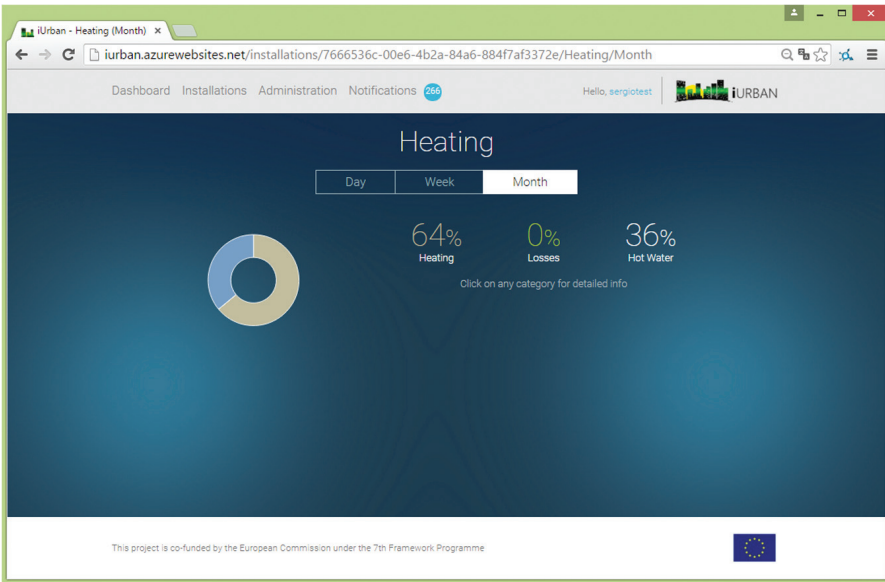 iUrban - Heating (Month)
iurban.azurewebsites.net/installations/7666536c-00e6-4b2a-84a6-884f7af3372e/Heating/Month
Dashboard Installations Administration Notifications 266 Hello, sergiotest iURBAN
Heating
Day Week Month
64% 0% 36%
Heating Losses Hot Water
Click on any category for detailed info
This project is co-funded by the European Commission under the 7th Framework Programme